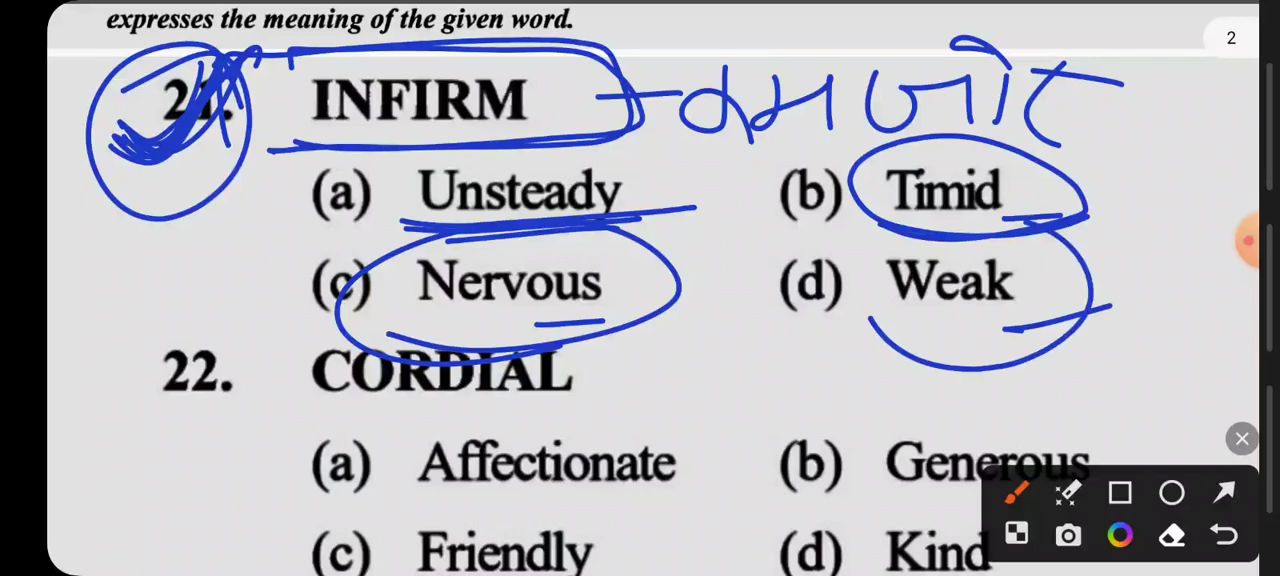 expresses the meaning of the given word.
2
21. INFIRM - कमजोर
(a) Unsteady (b) Timid
(c) Nervous (d) Weak
22. CORDIAL
(a) Affectionate (b) Generous
(c) Friendly (d) Kind